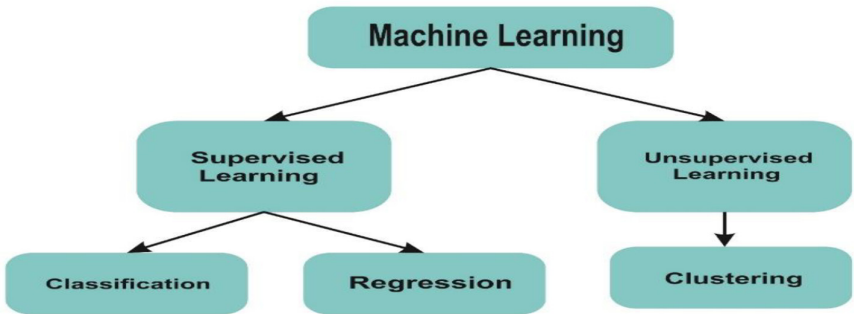 Machine Learning
Supervised
Learning
Unsupervised
Learning
Classification
Regression
Clustering